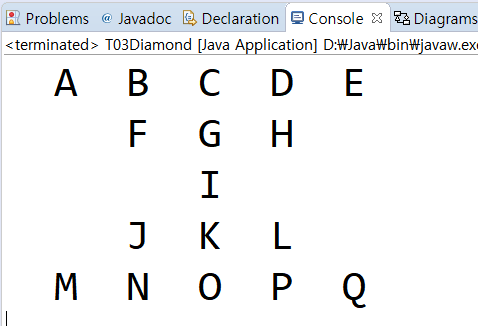 Problems @ Javadoc Declaration Console Diagrams
<terminated> T03Diamond [Java Application] D:₩Java₩bin₩javaw.exe
A B C D E
F G H
I
J K L
M N O P Q